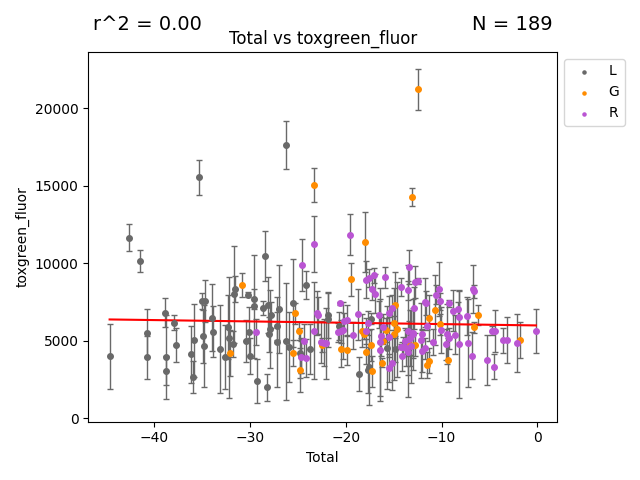 r^2 = 0.00
N = 189
Total vs toxgreen_fluor
L
G
R
20000
15000
10000
5000
0
toxgreen_fluor
−40
−30
−20
−10
0
Total